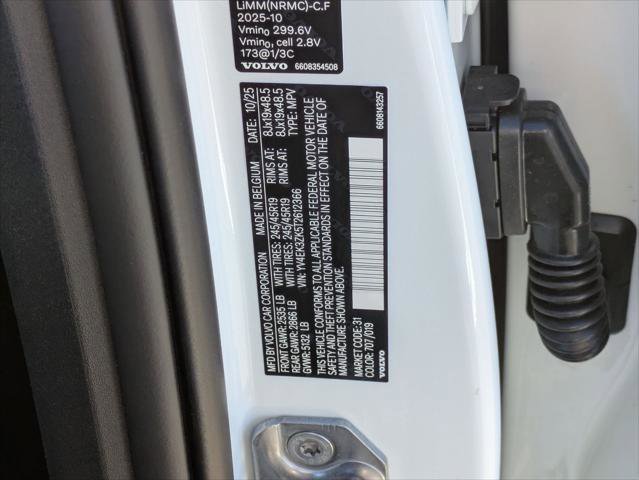 LiMM(NRMC)-C.F
2025-10
Vmin₀ 299.6V
Vmin₀, cell 2.8V
173@1/3C
VOLVO 6608354508
MFD BY VOLVO CAR CORPORATION MADE IN BELGIUM DATE: 10/25
FRONT GAWR:2535 LB WITH TIRES: 245/45R19 RIMS AT: 8Jx19x48.5
REAR GAWR:2866 LB WITH TIRES: 245/45R19 RIMS AT: 8Jx19x48.5
GVWR:5132 LB VIN: YV4EK3ZK5T2612366 TYPE: MPV
THIS VEHICLE CONFORMS TO ALL APPLICABLE FEDERAL MOTOR VEHICLE
SAFETY AND THEFT PREVENTION STANDARDS IN EFFECT ON THE DATE OF
MANUFACTURE SHOWN ABOVE.
MARKET CODE:31
COLOR: 707/019
VOLVO 6608143257